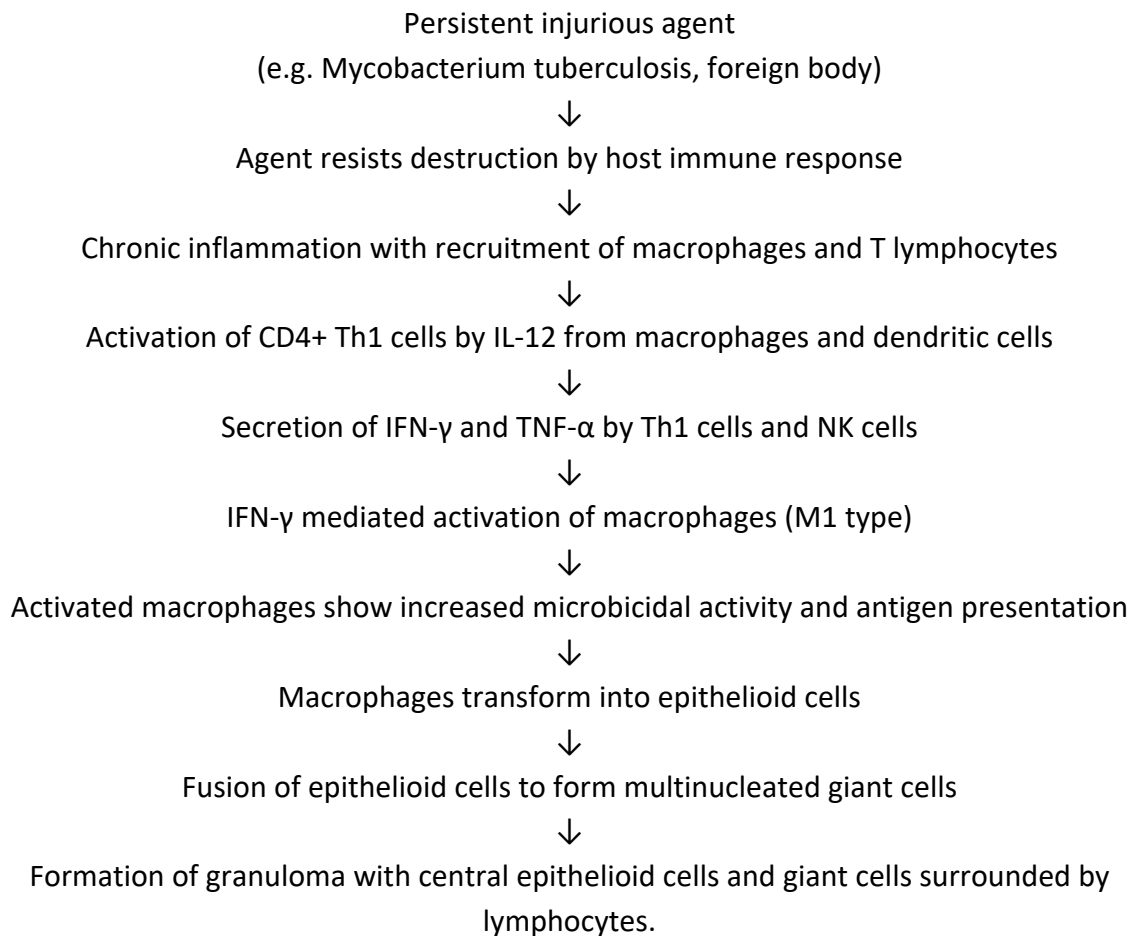 Persistent injurious agent
(e.g. Mycobacterium tuberculosis, foreign body)
↓
Agent resists destruction by host immune response
↓
Chronic inflammation with recruitment of macrophages and T lymphocytes
↓
Activation of CD4+ Th1 cells by IL-12 from macrophages and dendritic cells
↓
Secretion of IFN-γ and TNF-α by Th1 cells and NK cells
↓
IFN-γ mediated activation of macrophages (M1 type)
↓
Activated macrophages show increased microbicidal activity and antigen presentation
↓
Macrophages transform into epithelioid cells
↓
Fusion of epithelioid cells to form multinucleated giant cells
↓
Formation of granuloma with central epithelioid cells and giant cells surrounded by
lymphocytes.